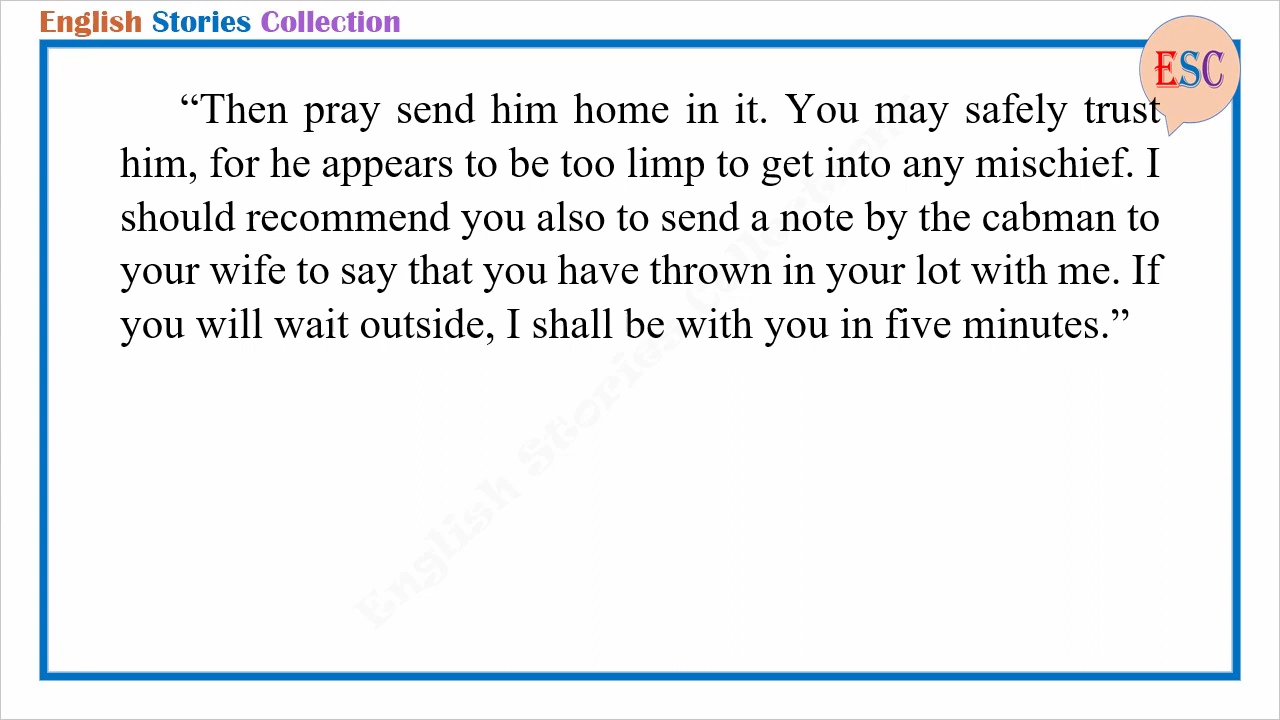 English Stories Collection
ESC
“Then pray send him home in it. You may safely trust
him, for he appears to be too limp to get into any mischief. I
should recommend you also to send a note by the cabman to
your wife to say that you have thrown in your lot with me. If
you will wait outside, I shall be with you in five minutes.”
English Stories Collection